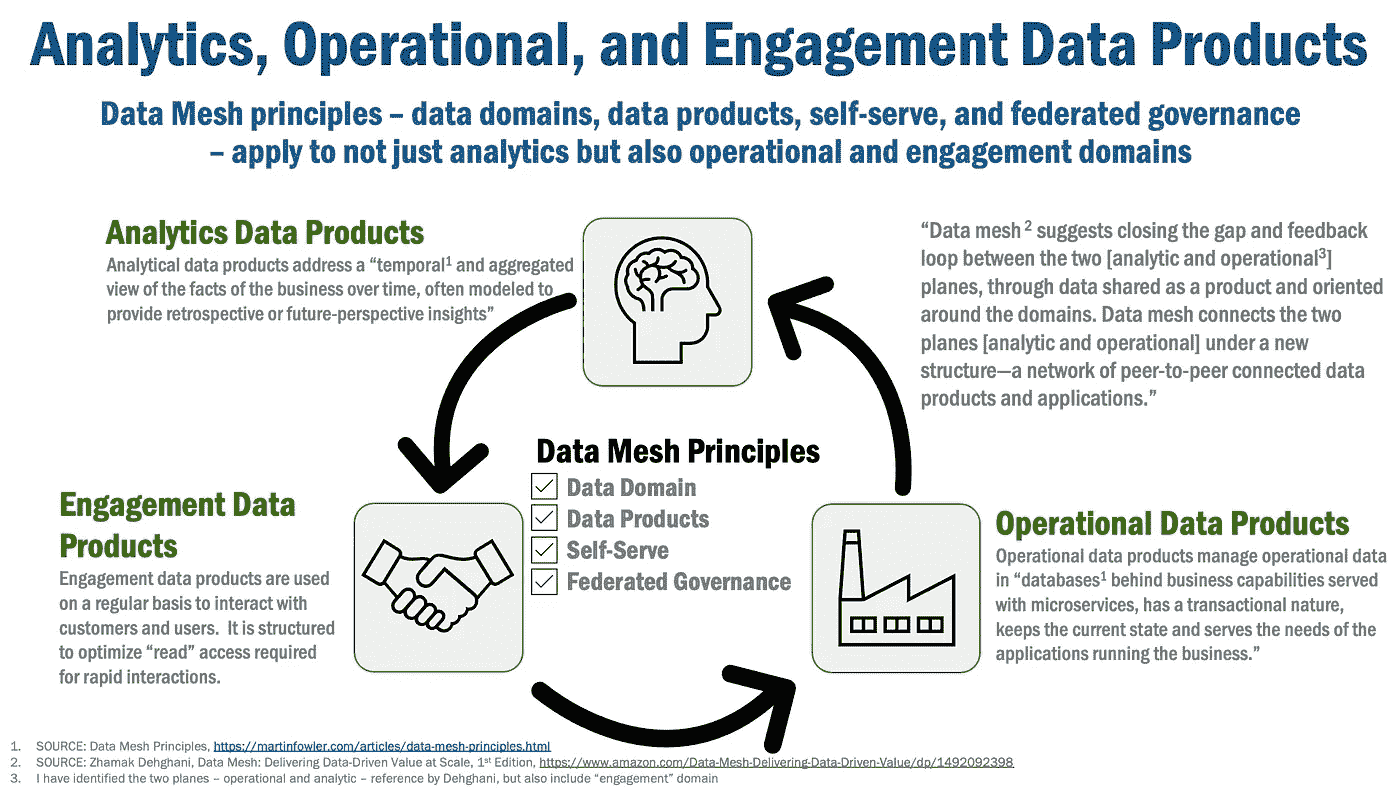 Analytics, Operational, and Engagement Data Products
Data Mesh principles – data domains, data products, self-serve, and federated governance
– apply to not just analytics but also operational and engagement domains
Analytics Data Products
Analytical data products address a “temporal¹ and aggregated
view of the facts of the business over time, often modeled to
provide retrospective or future-perspective insights”
“Data mesh ² suggests closing the gap and feedback
loop between the two [analytic and operational³]
planes, through data shared as a product and oriented
around the domains. Data mesh connects the two
planes [analytic and operational] under a new
structure—a network of peer-to-peer connected data
products and applications.”
Data Mesh Principles
Data Domain
Data Products
Self-Serve
Federated Governance
Engagement Data
Products
Engagement data products are used
on a regular basis to interact with
customers and users.  It is structured
to optimize “read” access required
for rapid interactions.
Operational Data Products
Operational data products manage operational data
in “databases¹ behind business capabilities served
with microservices, has a transactional nature,
keeps the current state and serves the needs of the
applications running the business.”
1. SOURCE: Data Mesh Principles, https://martinfowler.com/articles/data-mesh-principles.html
2. SOURCE: Zhamak Dehghani, Data Mesh: Delivering Data-Driven Value at Scale, 1st Edition, https://www.amazon.com/Data-Mesh-Delivering-Data-Driven-Value/dp/1492092398
3. I have identified the two planes – operational and analytic – reference by Dehghani, but also include “engagement” domain